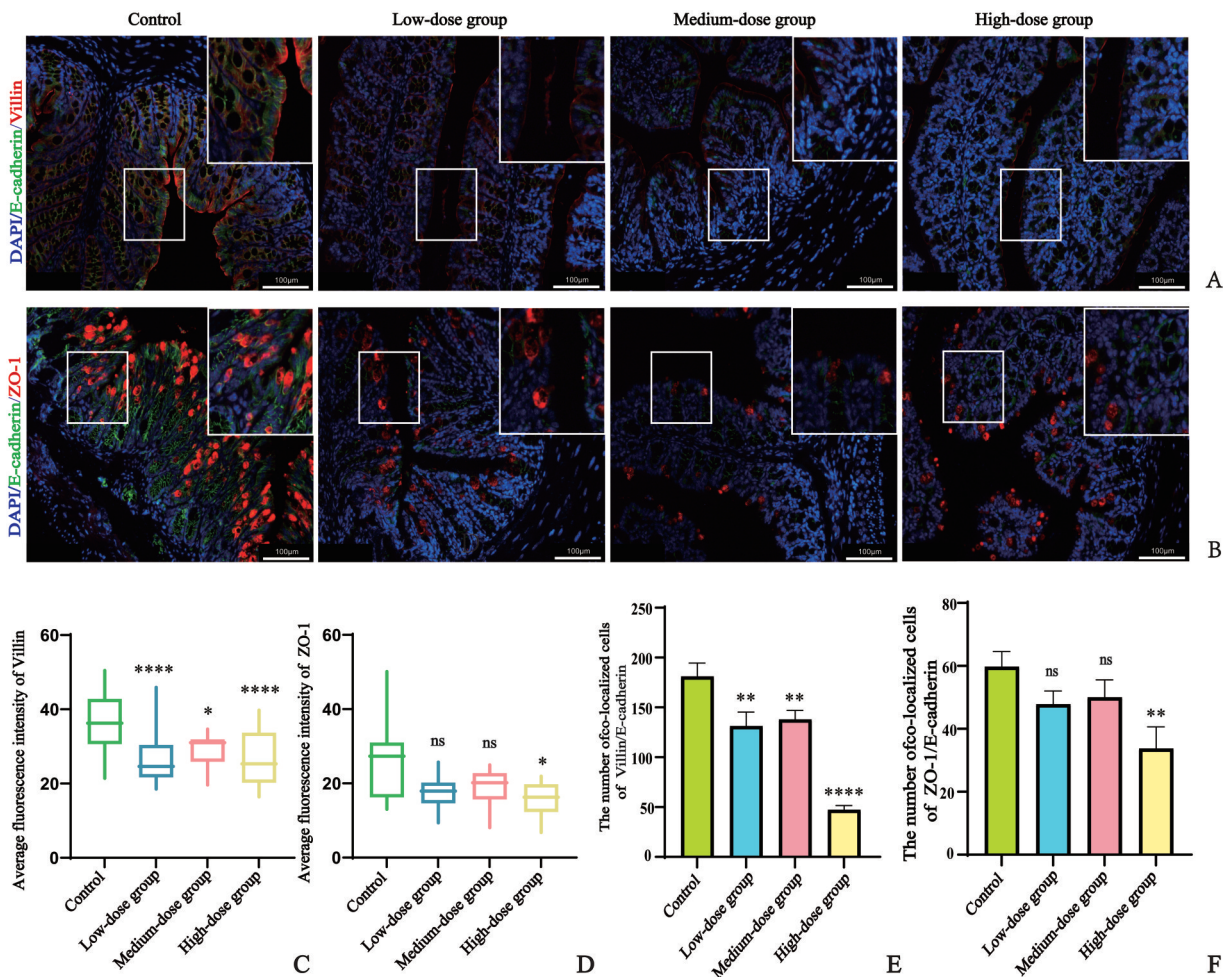 Control
Low-dose group
Medium-dose group
High-dose group
DAPI/E-cadherin/Villin
100μm
100μm
100μm
100μm
A
DAPI/E-cadherin/ZO-1
100μm
100μm
100μm
100μm
B
Average fluorescence intensity of Villin
60
40
20
0
****
*
****
Control
Low-dose group
Medium-dose group
High-dose group
C
Average fluorescence intensity of ZO-1
60
40
20
0
ns
ns
*
Control
Low-dose group
Medium-dose group
High-dose group
D
The number ofco-localized cells
of Villin/E-cadherin
250
200
150
100
50
0
**
**
****
Control
Low-dose group
Medium-dose group
High-dose group
E
The number ofco-localized cells
of ZO-1/E-cadherin
80
60
40
20
0
ns
ns
**
Control
Low-dose group
Medium-dose group
High-dose group
F